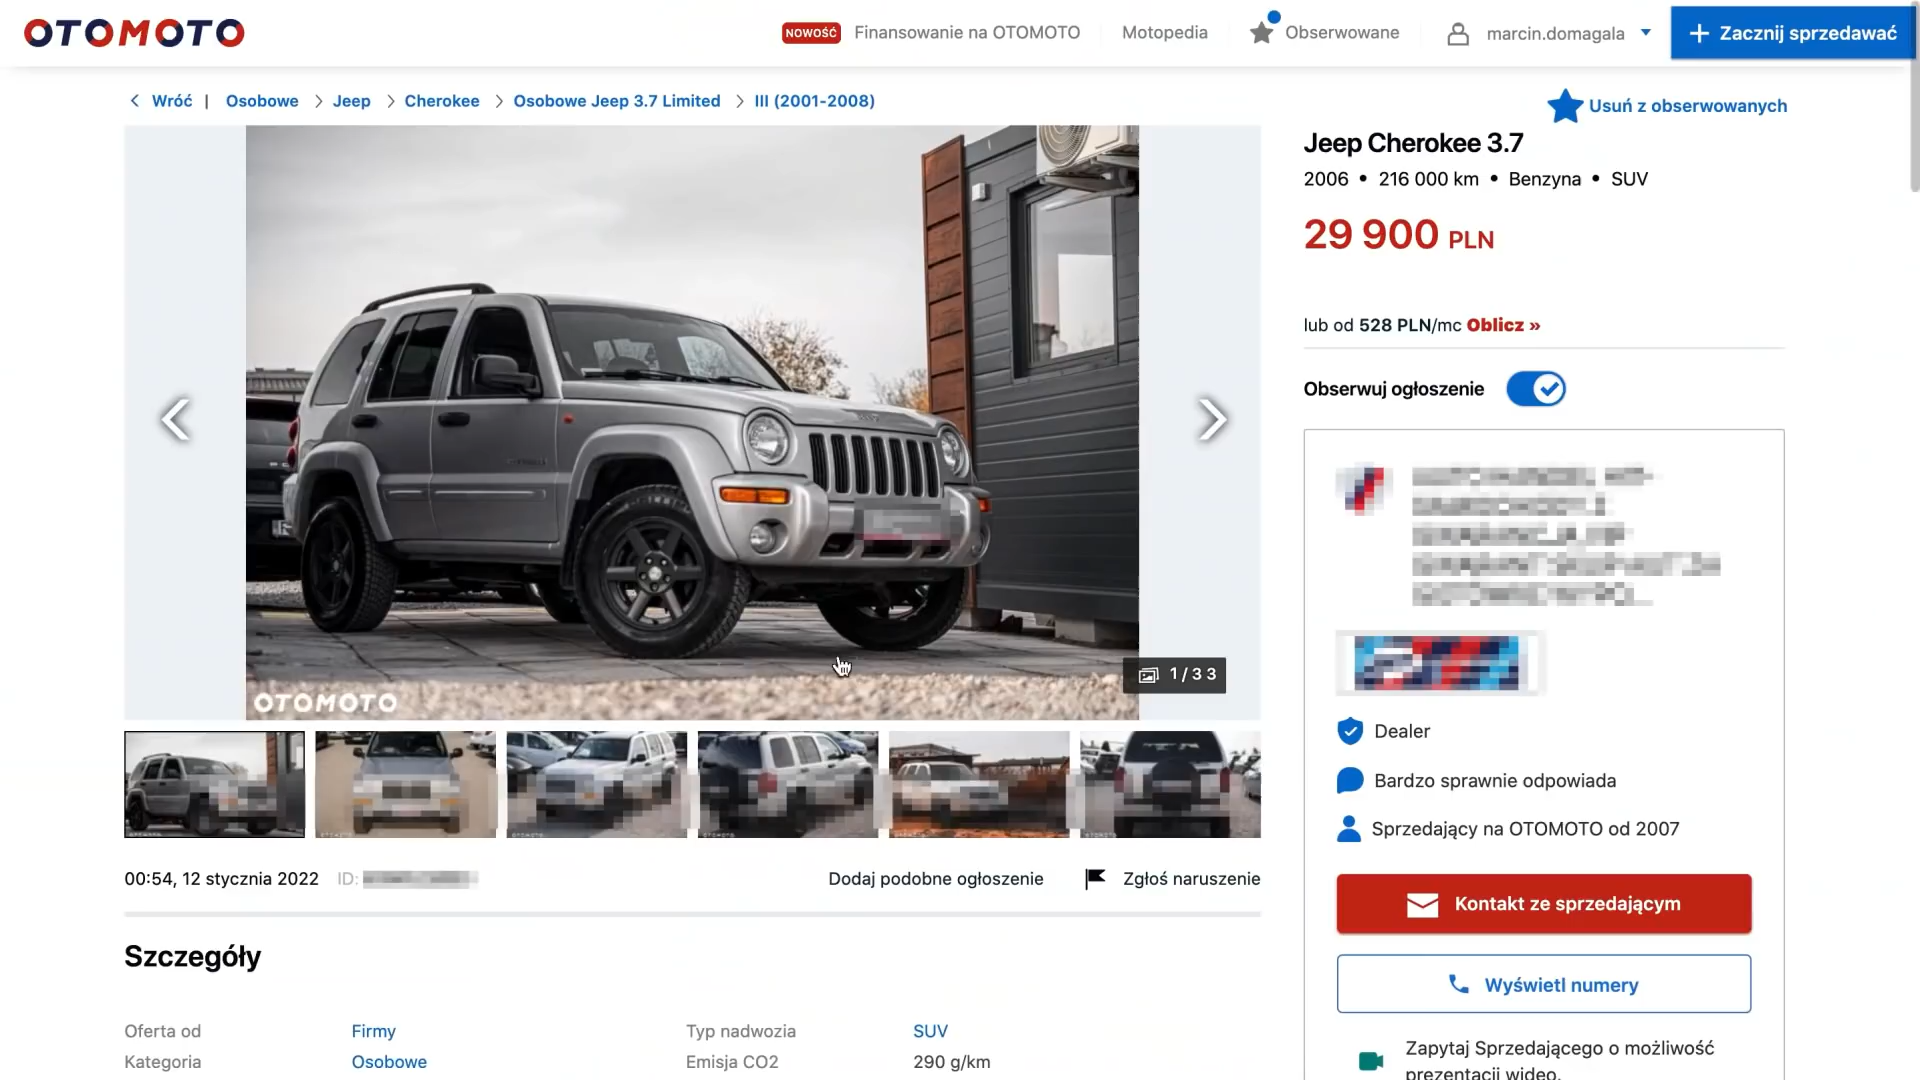 OTOMOTO
NOWOŚĆ Finansowanie na OTOMOTO
Motopedia
Obserwowane
marcin.domagala
Zacznij sprzedawać
Wróć | Osobowe Jeep Cherokee Osobowe Jeep 3.7 Limited III (2001-2008)
Usuń z obserwowanych
Jeep Cherokee 3.7
2006 • 216 000 km • Benzyna • SUV
29 900 PLN
lub od 528 PLN/mc Oblicz »
Obserwuj ogłoszenie
1/33
OTOMOTO
Dealer
Bardzo sprawnie odpowiada
Sprzedający na OTOMOTO od 2007
Kontakt ze sprzedającym
Wyświetl numery
Zapytaj Sprzedającego o możliwość
prezentacji wideo.
00:54, 12 stycznia 2022 ID:
Dodaj podobne ogłoszenie
Zgłoś naruszenie
Szczegóły
Oferta od Firmy
Typ nadwozia SUV
Kategoria Osobowe
Emisja CO2 290 g/km